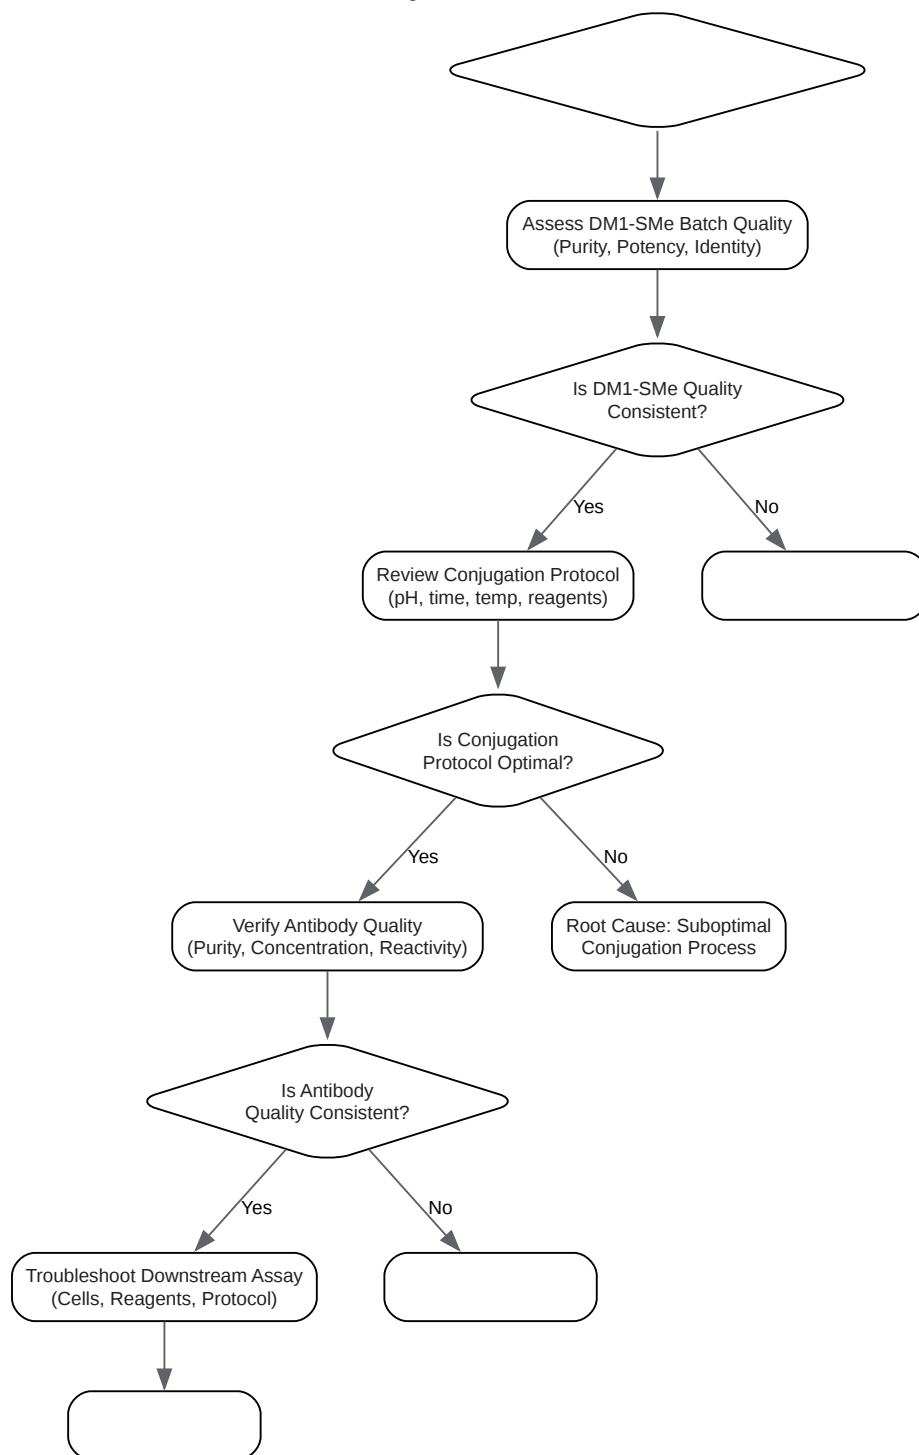 Assess DM1-SMe Batch Quality
(Purity, Potency, Identity)
Is DM1-SMe Quality
Consistent?
Yes
No
Review Conjugation Protocol
(pH, time, temp, reagents)
Is Conjugation
Protocol Optimal?
Yes
No
Verify Antibody Quality
(Purity, Concentration, Reactivity)
Root Cause: Suboptimal
Conjugation Process
Is Antibody
Quality Consistent?
Yes
No
Troubleshoot Downstream Assay
(Cells, Reagents, Protocol)